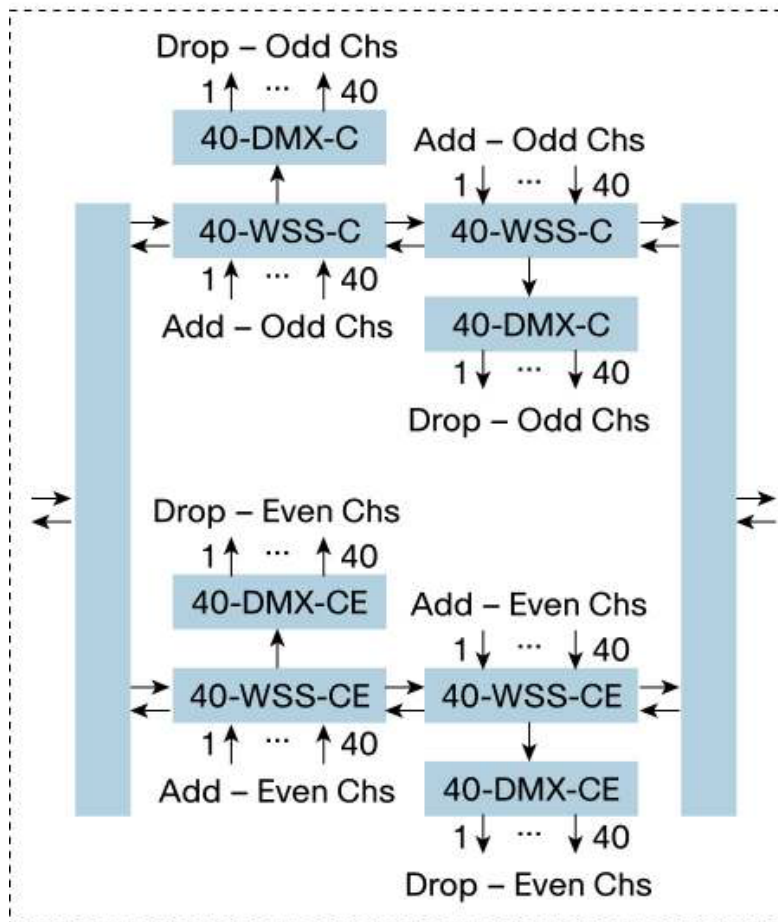 Drop – Odd Chs
1 ... 40
40-DMX-C
Add – Odd Chs
1 ... 40
40-WSS-C
40-WSS-C
1 ... 40
Add – Odd Chs
40-DMX-C
1 ... 40
Drop – Odd Chs
Drop – Even Chs
1 ... 40
40-DMX-CE
Add – Even Chs
1 ... 40
40-WSS-CE
40-WSS-CE
1 ... 40
Add – Even Chs
40-DMX-CE
1 ... 40
Drop – Even Chs